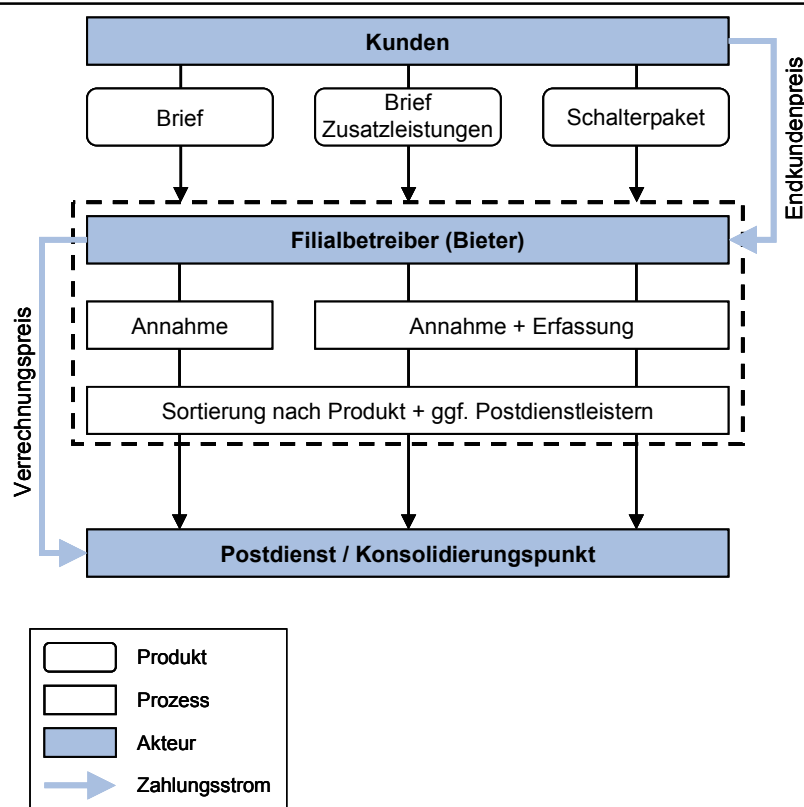 Kunden
Endkundenpreis
Brief
Brief
Zusatzleistungen
Schalterpaket
Filialbetreiber (Bieter)
Verrechnungspreis
Annahme
Annahme + Erfassung
Sortierung nach Produkt + ggf. Postdienstleistern
Postdienst / Konsolidierungspunkt
Produkt
Prozess
Akteur
Zahlungsstrom